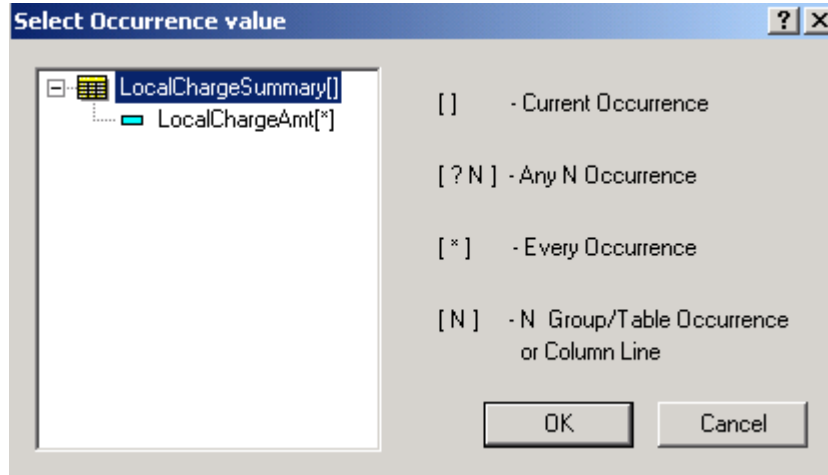 Select Occurrence value
LocalChargeSummary[]
LocalChargeAmt[*]
[ ] - Current Occurrence
[ ? N ] - Any N Occurrence
[ * ] - Every Occurrence
[ N ] - N Group/Table Occurrence
or Column Line
OK Cancel